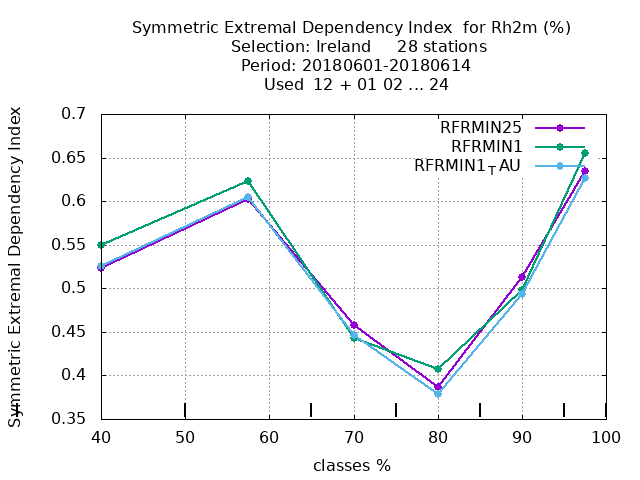 Symmetric Extremal Dependency Index  for Rh2m (%)
Selection: Ireland     28 stations
Period: 20180601-20180614
Used  12 + 01 02 ... 24
Symmetric Extremal Dependency Index
0.7
0.65
0.6
0.55
0.5
0.45
0.4
0.35
RFRMIN25
RFRMIN1
RFRMIN1TAU
40 50 60 70 80 90 100
classes %